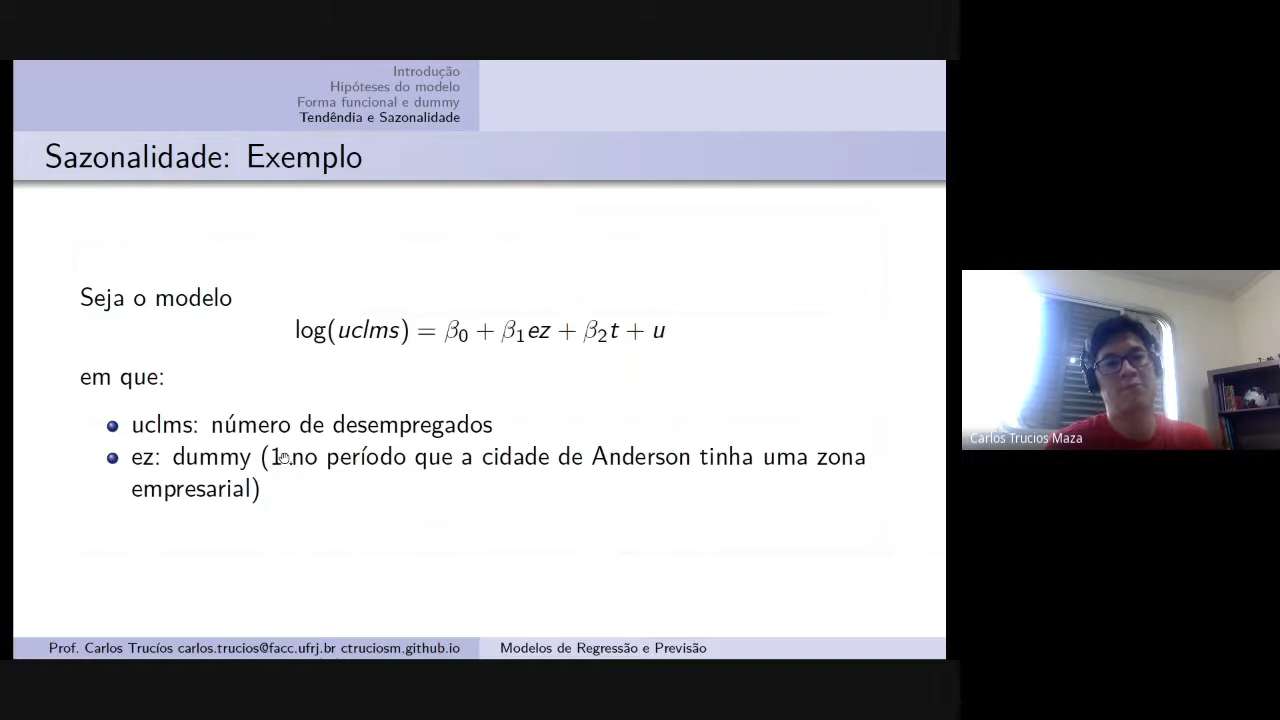 Introdução
Hipóteses do modelo
Forma funcional e dummy
Tendêndia e Sazonalidade
Sazonalidade: Exemplo
Seja o modelo
log(uclms) = β₀ + β₁ez + β₂t + u
em que:
uclms: número de desempregados
ez: dummy (1 no período que a cidade de Anderson tinha uma zona
empresarial)
Carlos Trucios Maza
Prof. Carlos Trucíos carlos.trucios@facc.ufrj.br ctruciosm.github.io
Modelos de Regressão e Previsão